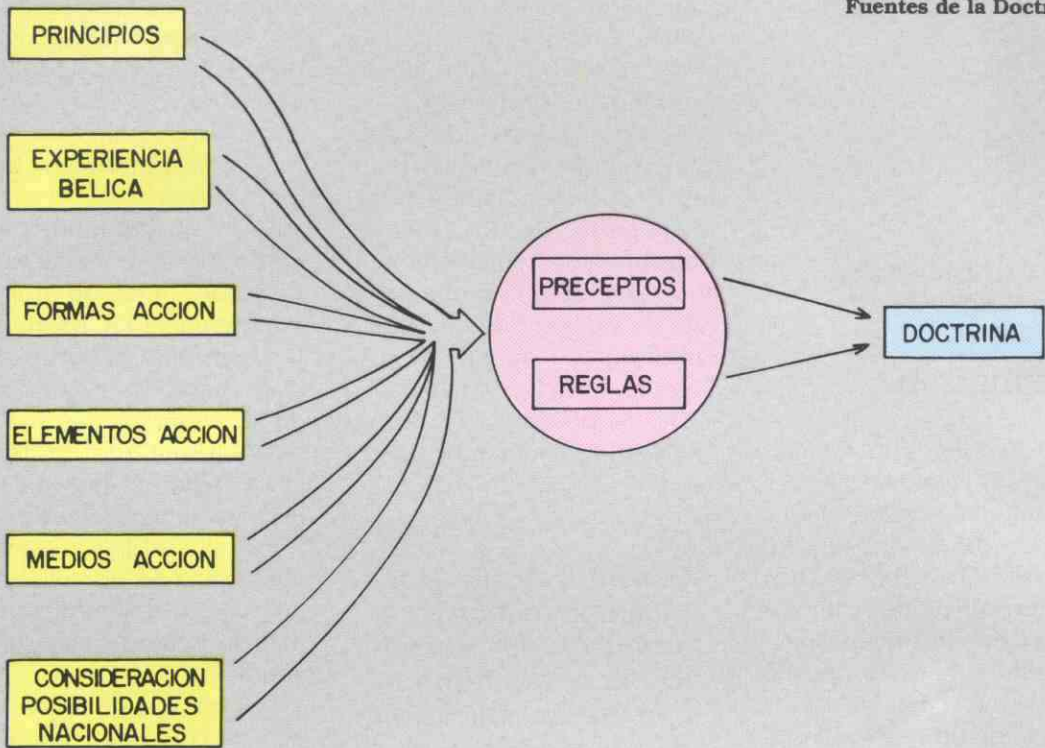 Fuentes de la Doctr
PRINCIPIOS
EXPERIENCIA
BELICA
FORMAS ACCION
ELEMENTOS ACCION
MEDIOS ACCION
CONSIDERACION
POSIBILIDADES
NACIONALES
PRECEPTOS
REGLAS
DOCTRINA